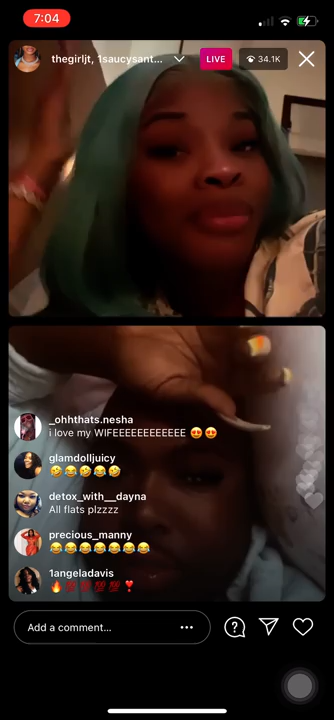 7:04
thegirljt, 1saucysant...
LIVE
34.1K
_ohhthats.nesha
i love my WIFEEEEEEEEEEEE 😍 😍
glamdolljuicy
🤣😂🤣😂🤣
detox_with__dayna
All flats plzzzz
precious_manny
😂😂😂😂😂😂😂
1angeladavis
🔥💯💯💯💯❣️
Add a comment...